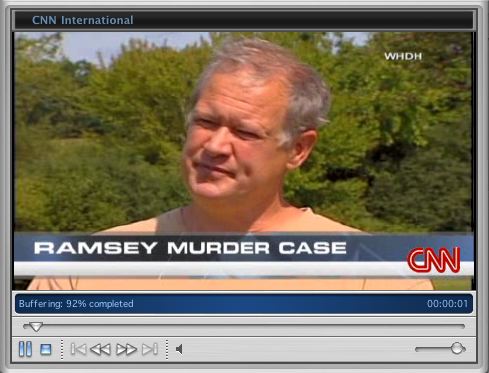 CNN International
WHDH
RAMSEY MURDER CASE
CNN
Buffering: 92% completed
00:00:01